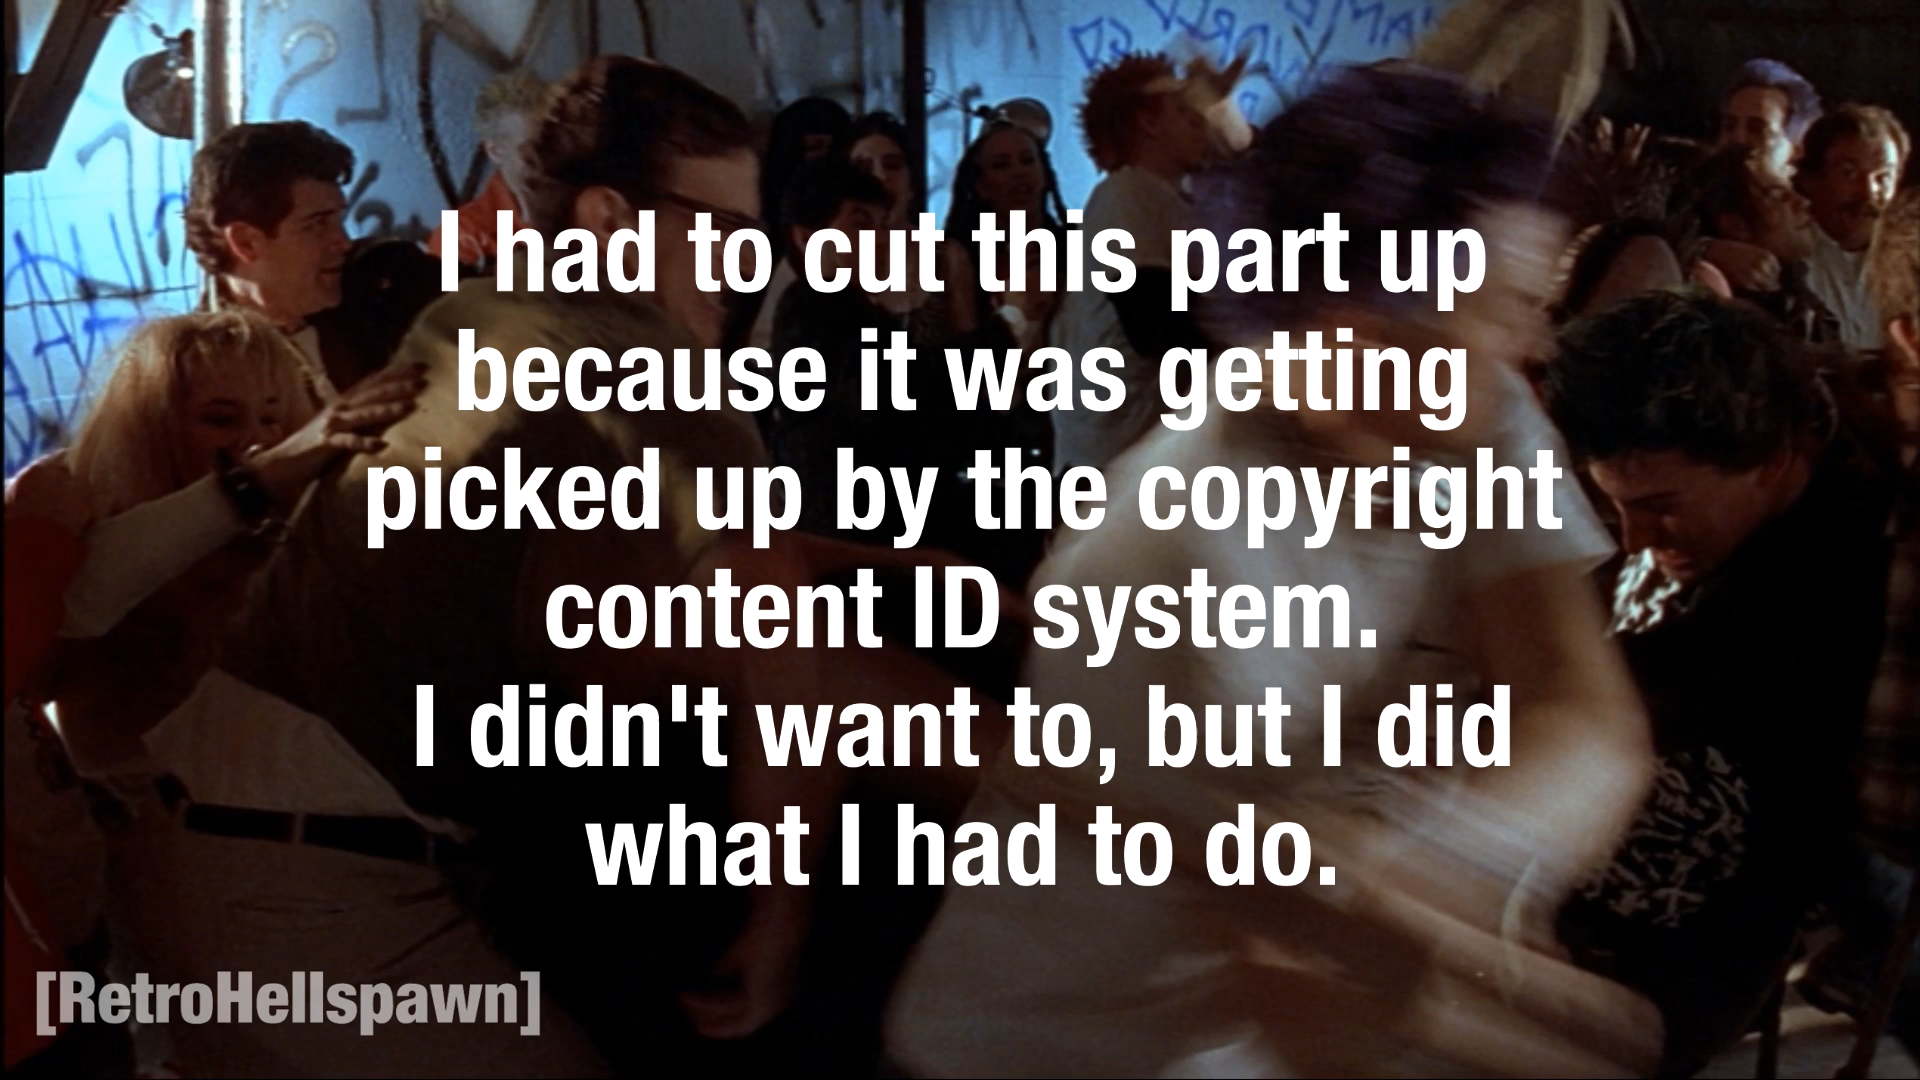 I had to cut this part up
because it was getting
picked up by the copyright
content ID system.
I didn't want to, but I did
what I had to do.
[RetroHellspawn]